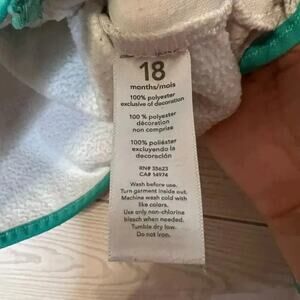 18
months/mois
100% polyester
exclusive of decoration
100 % polyester
décoration
non comprise
100% poliéster
excluyendo la
decoración
RN# 35623
CA# 14974
Wash before use.
Turn garment inside out.
Machine wash cold with
like colors.
Use only non-chlorine
bleach when needed.
Tumble dry low.
Do not iron.